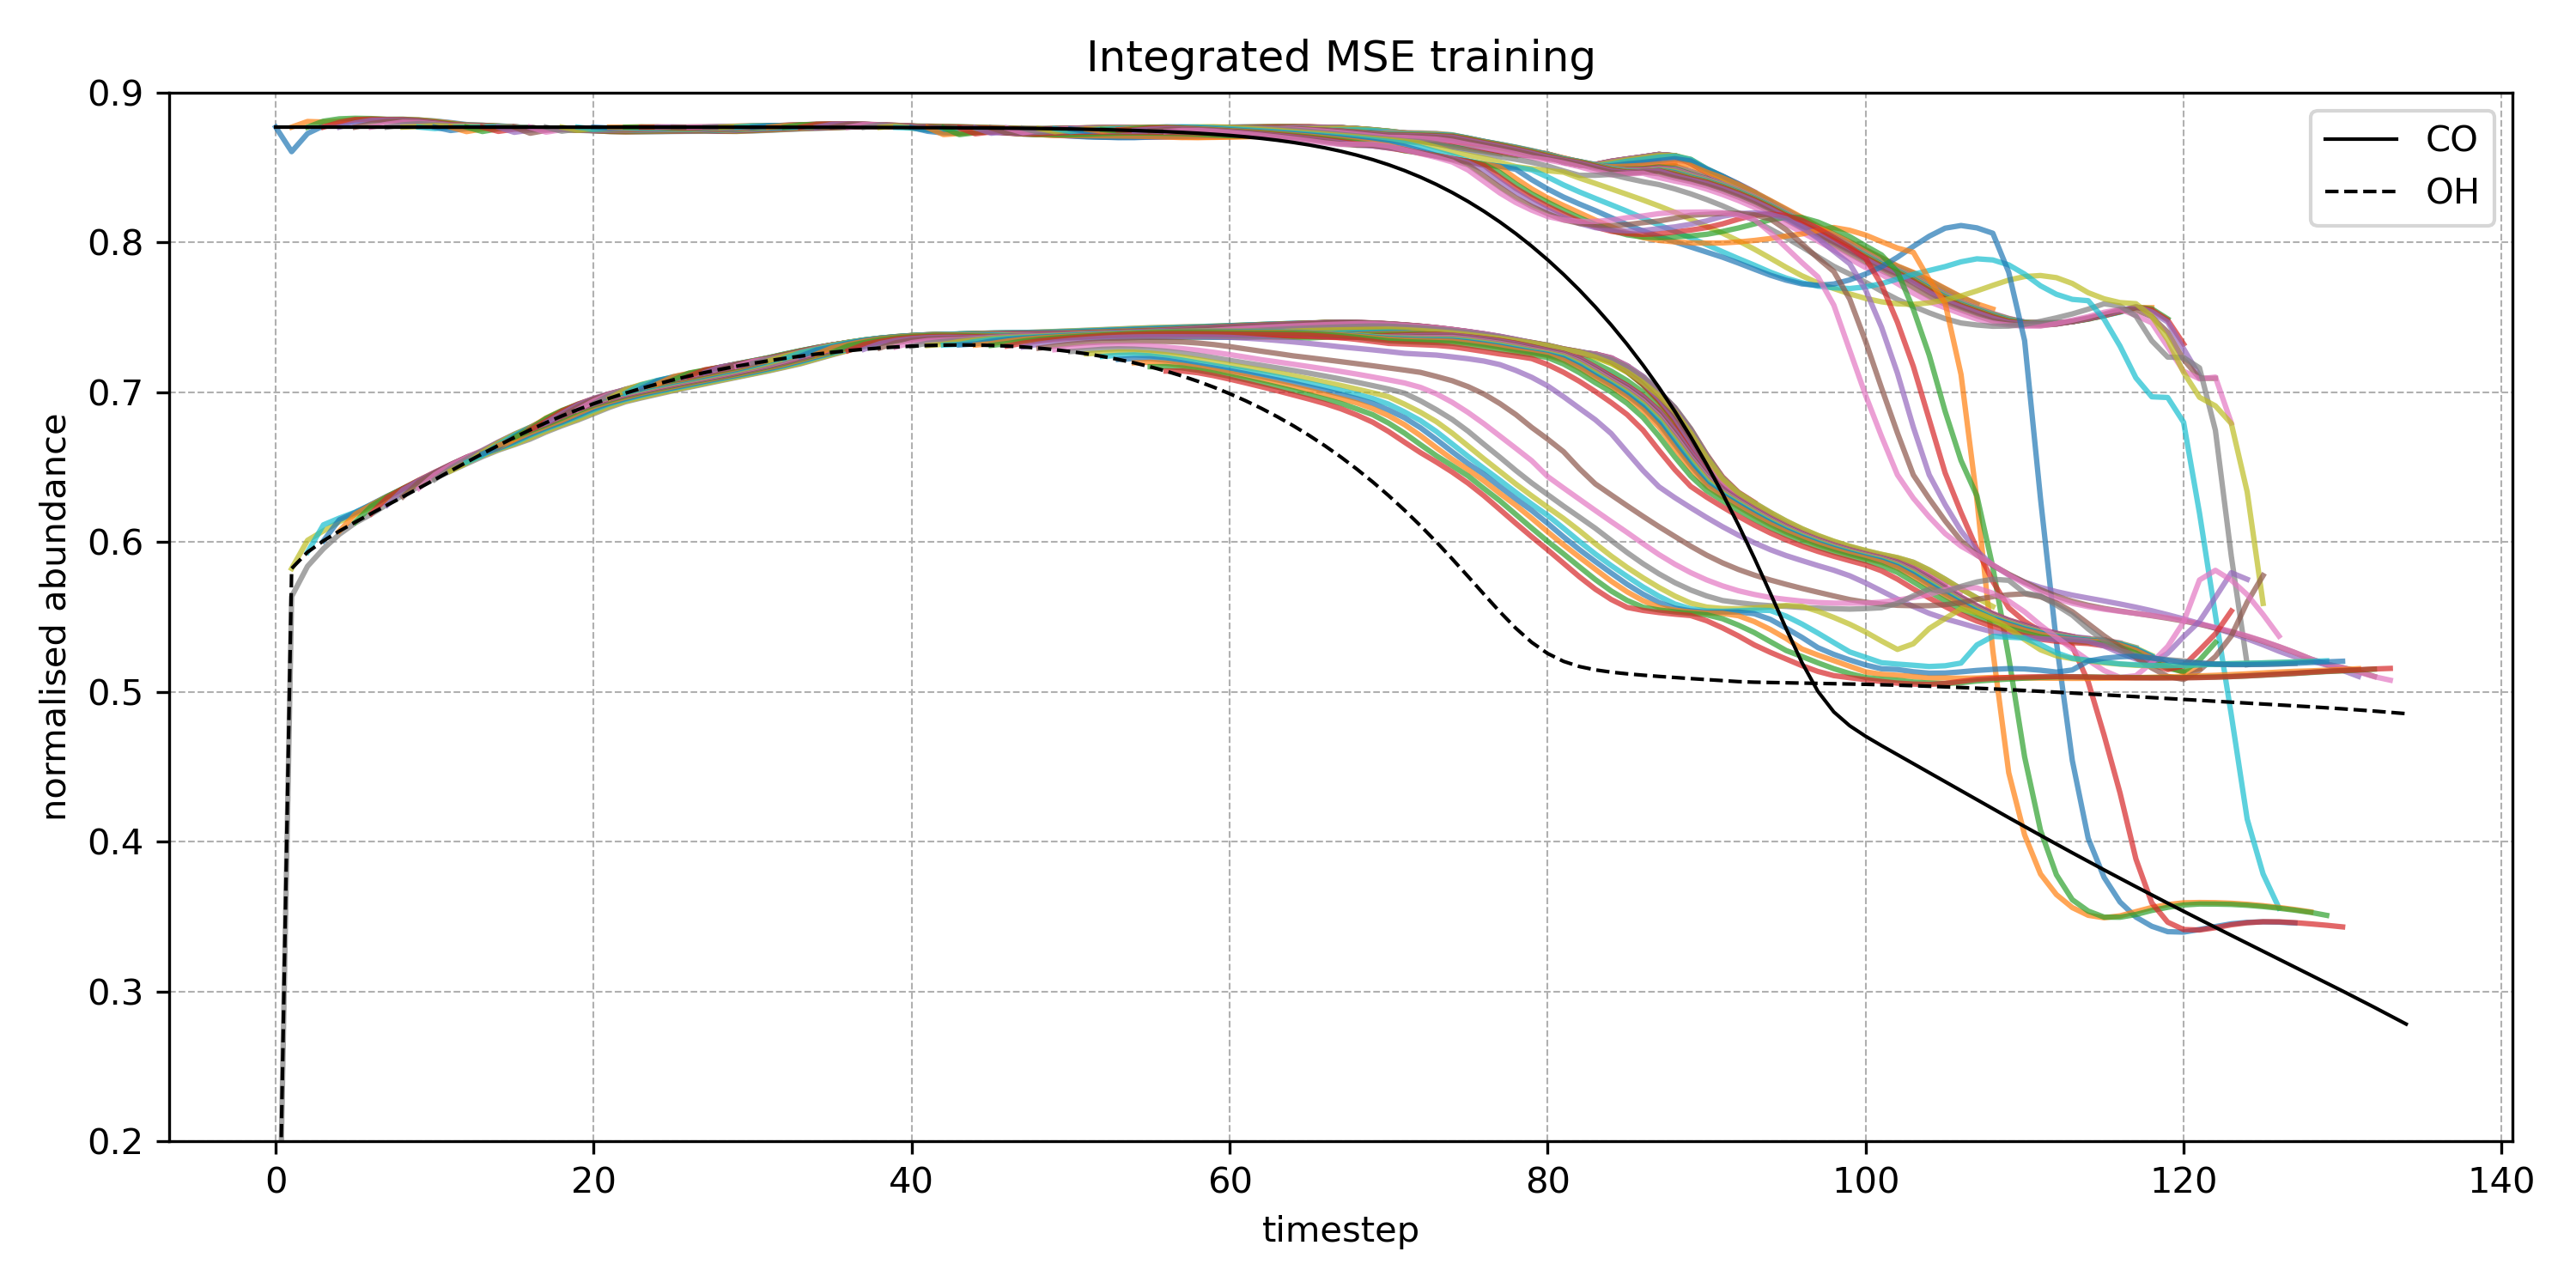 Integrated MSE training
CO
OH
normalised abundance
0.9
0.8
0.7
0.6
0.5
0.4
0.3
0.2
0 20 40 60 80 100 120 140
timestep